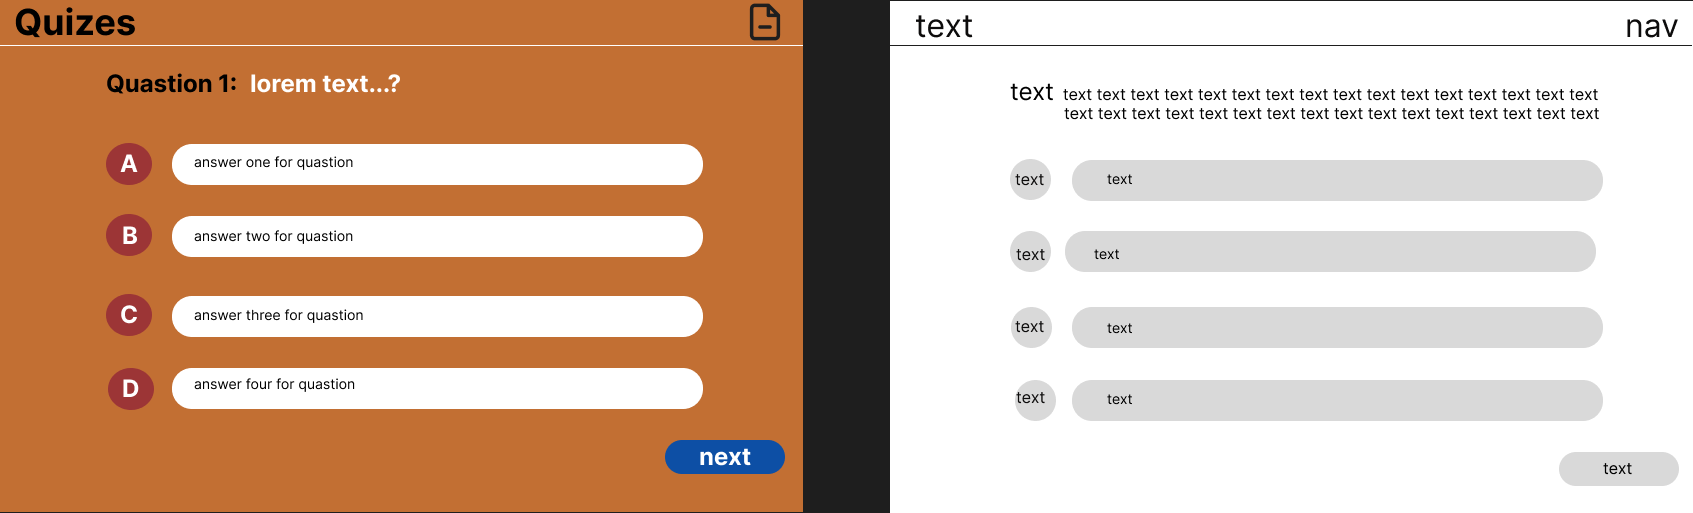 Quizes
Quastion 1: lorem text...?
A answer one for quastion
B answer two for quastion
C answer three for quastion
D answer four for quastion
next
text nav
text text text text text text text text text text text text text text text text text
text text text text text text text text text text text text text text text text
text text
text text
text text
text text
text